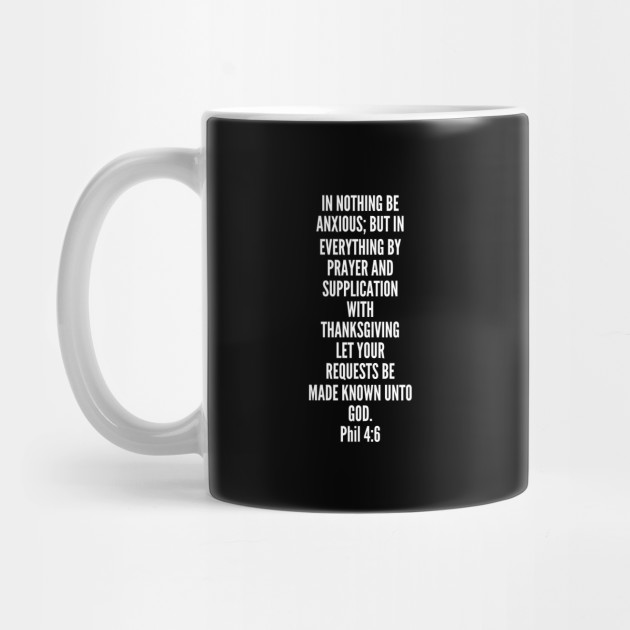 IN NOTHING BE
ANXIOUS; BUT IN
EVERYTHING BY
PRAYER AND
SUPPLICATION
WITH
THANKSGIVING
LET YOUR
REQUESTS BE
MADE KNOWN UNTO
GOD.
Phil 4:6